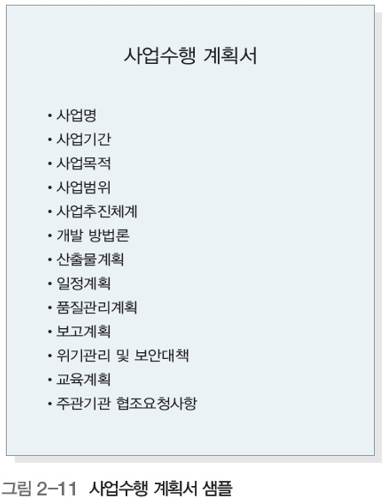 사업수행 계획서
• 사업명
• 사업기간
• 사업목적
• 사업범위
• 사업추진체계
• 개발 방법론
• 산출물계획
• 일정계획
• 품질관리계획
• 보고계획
• 위기관리 및 보안대책
• 교육계획
• 주관기관 협조요청사항
그림 2-11 사업수행 계획서 샘플